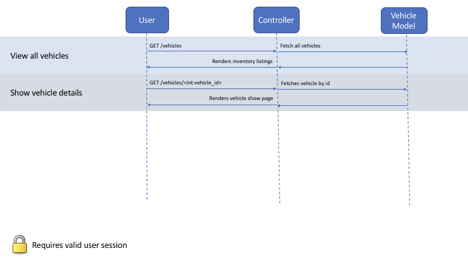 User
Controller
Vehicle
Model
View all vehicles
GET /vehicles
Fetch all vehicles
Renders inventory listings
Show vehicle details
GET /vehicles/<int:vehicle_id>
Fetches vehicle by id
Renders vehicle show page
Requires valid user session